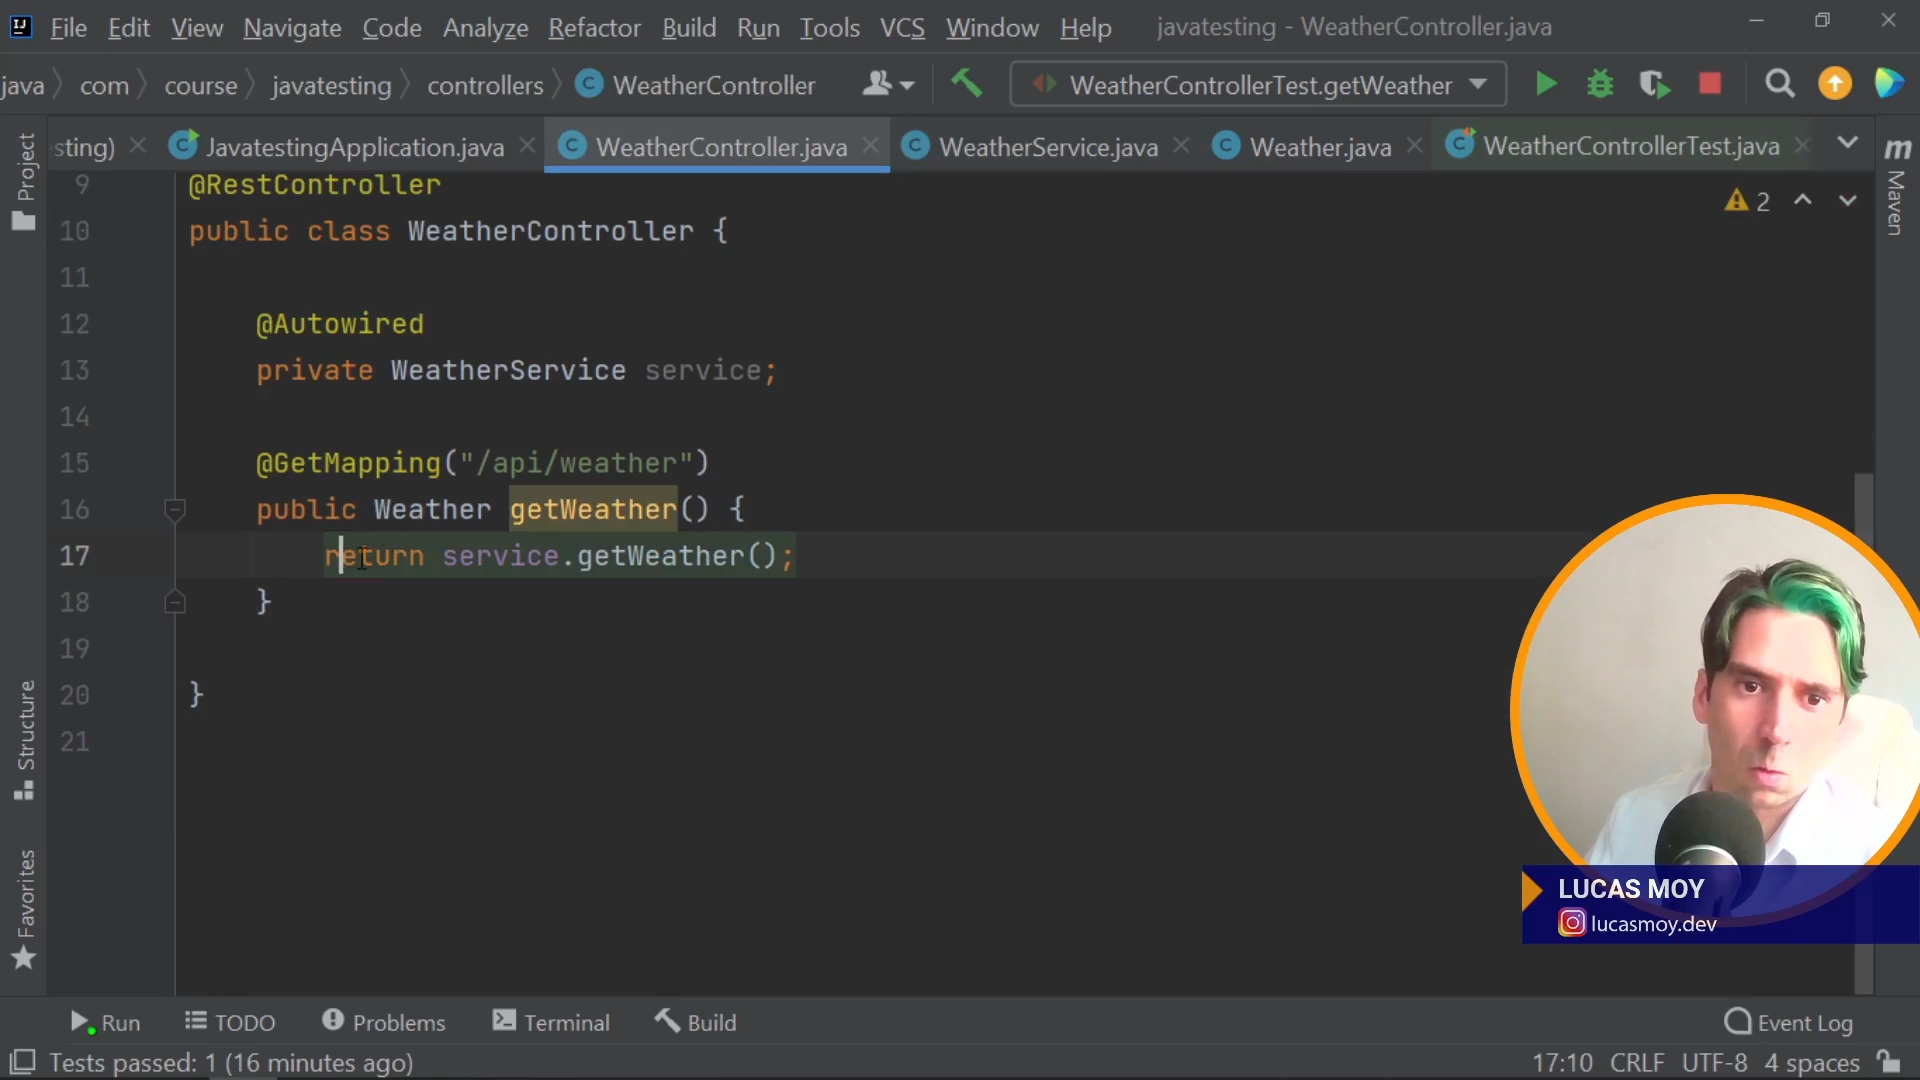 IJ File Edit View Navigate Code Analyze Refactor Build Run Tools VCS Window Help javatesting - WeatherController.java
java com course javatesting controllers C WeatherController WeatherControllerTest.getWeather
sting) C JavatestingApplication.java C WeatherController.java C WeatherService.java C Weather.java C WeatherControllerTest.java
Project
Structure
Favorites
m Maven
2
9 @RestController
10 public class WeatherController {
11
12 @Autowired
13 private WeatherService service;
14
15 @GetMapping("/api/weather")
16 public Weather getWeather() {
17 return service.getWeather();
18 }
19
20 }
21
LUCAS MOY
lucasmoy.dev
Run TODO Problems Terminal Build Event Log
Tests passed: 1 (16 minutes ago) 17:10 CRLF UTF-8 4 spaces